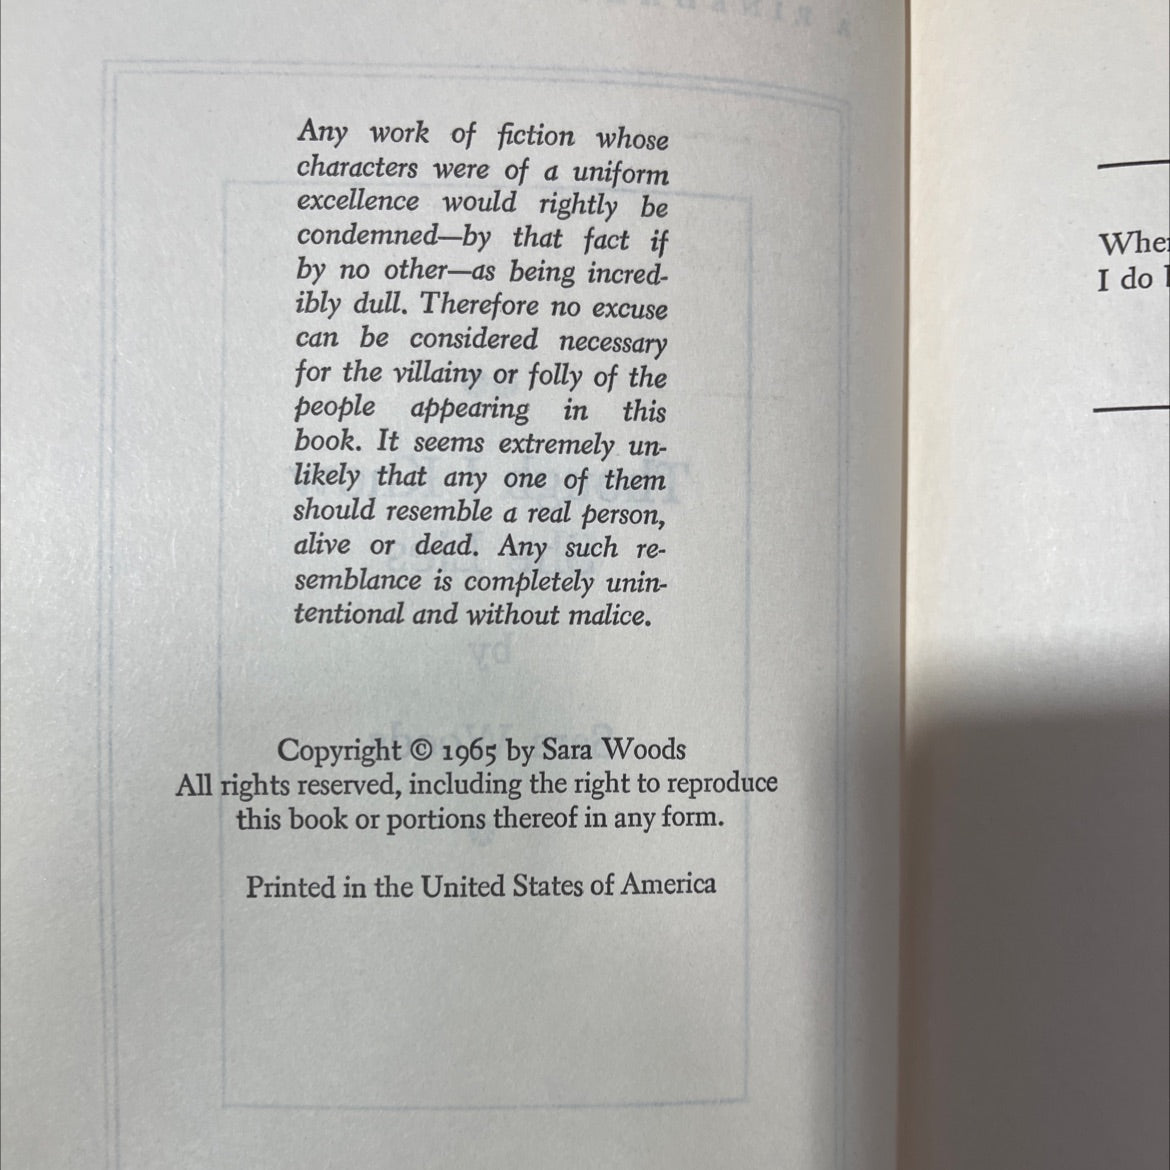 Any work of fiction whose
characters were of a uniform
excellence would rightly be
condemned—by that fact if
by no other—as being incred-
ibly dull. Therefore no excuse
can be considered necessary
for the villainy or folly of the
people appearing in this
book. It seems extremely un-
likely that any one of them
should resemble a real person,
alive or dead. Any such re-
semblance is completely unin-
tentional and without malice.
Copyright © 1965 by Sara Woods
All rights reserved, including the right to reproduce
this book or portions thereof in any form.
Printed in the United States of America
I do